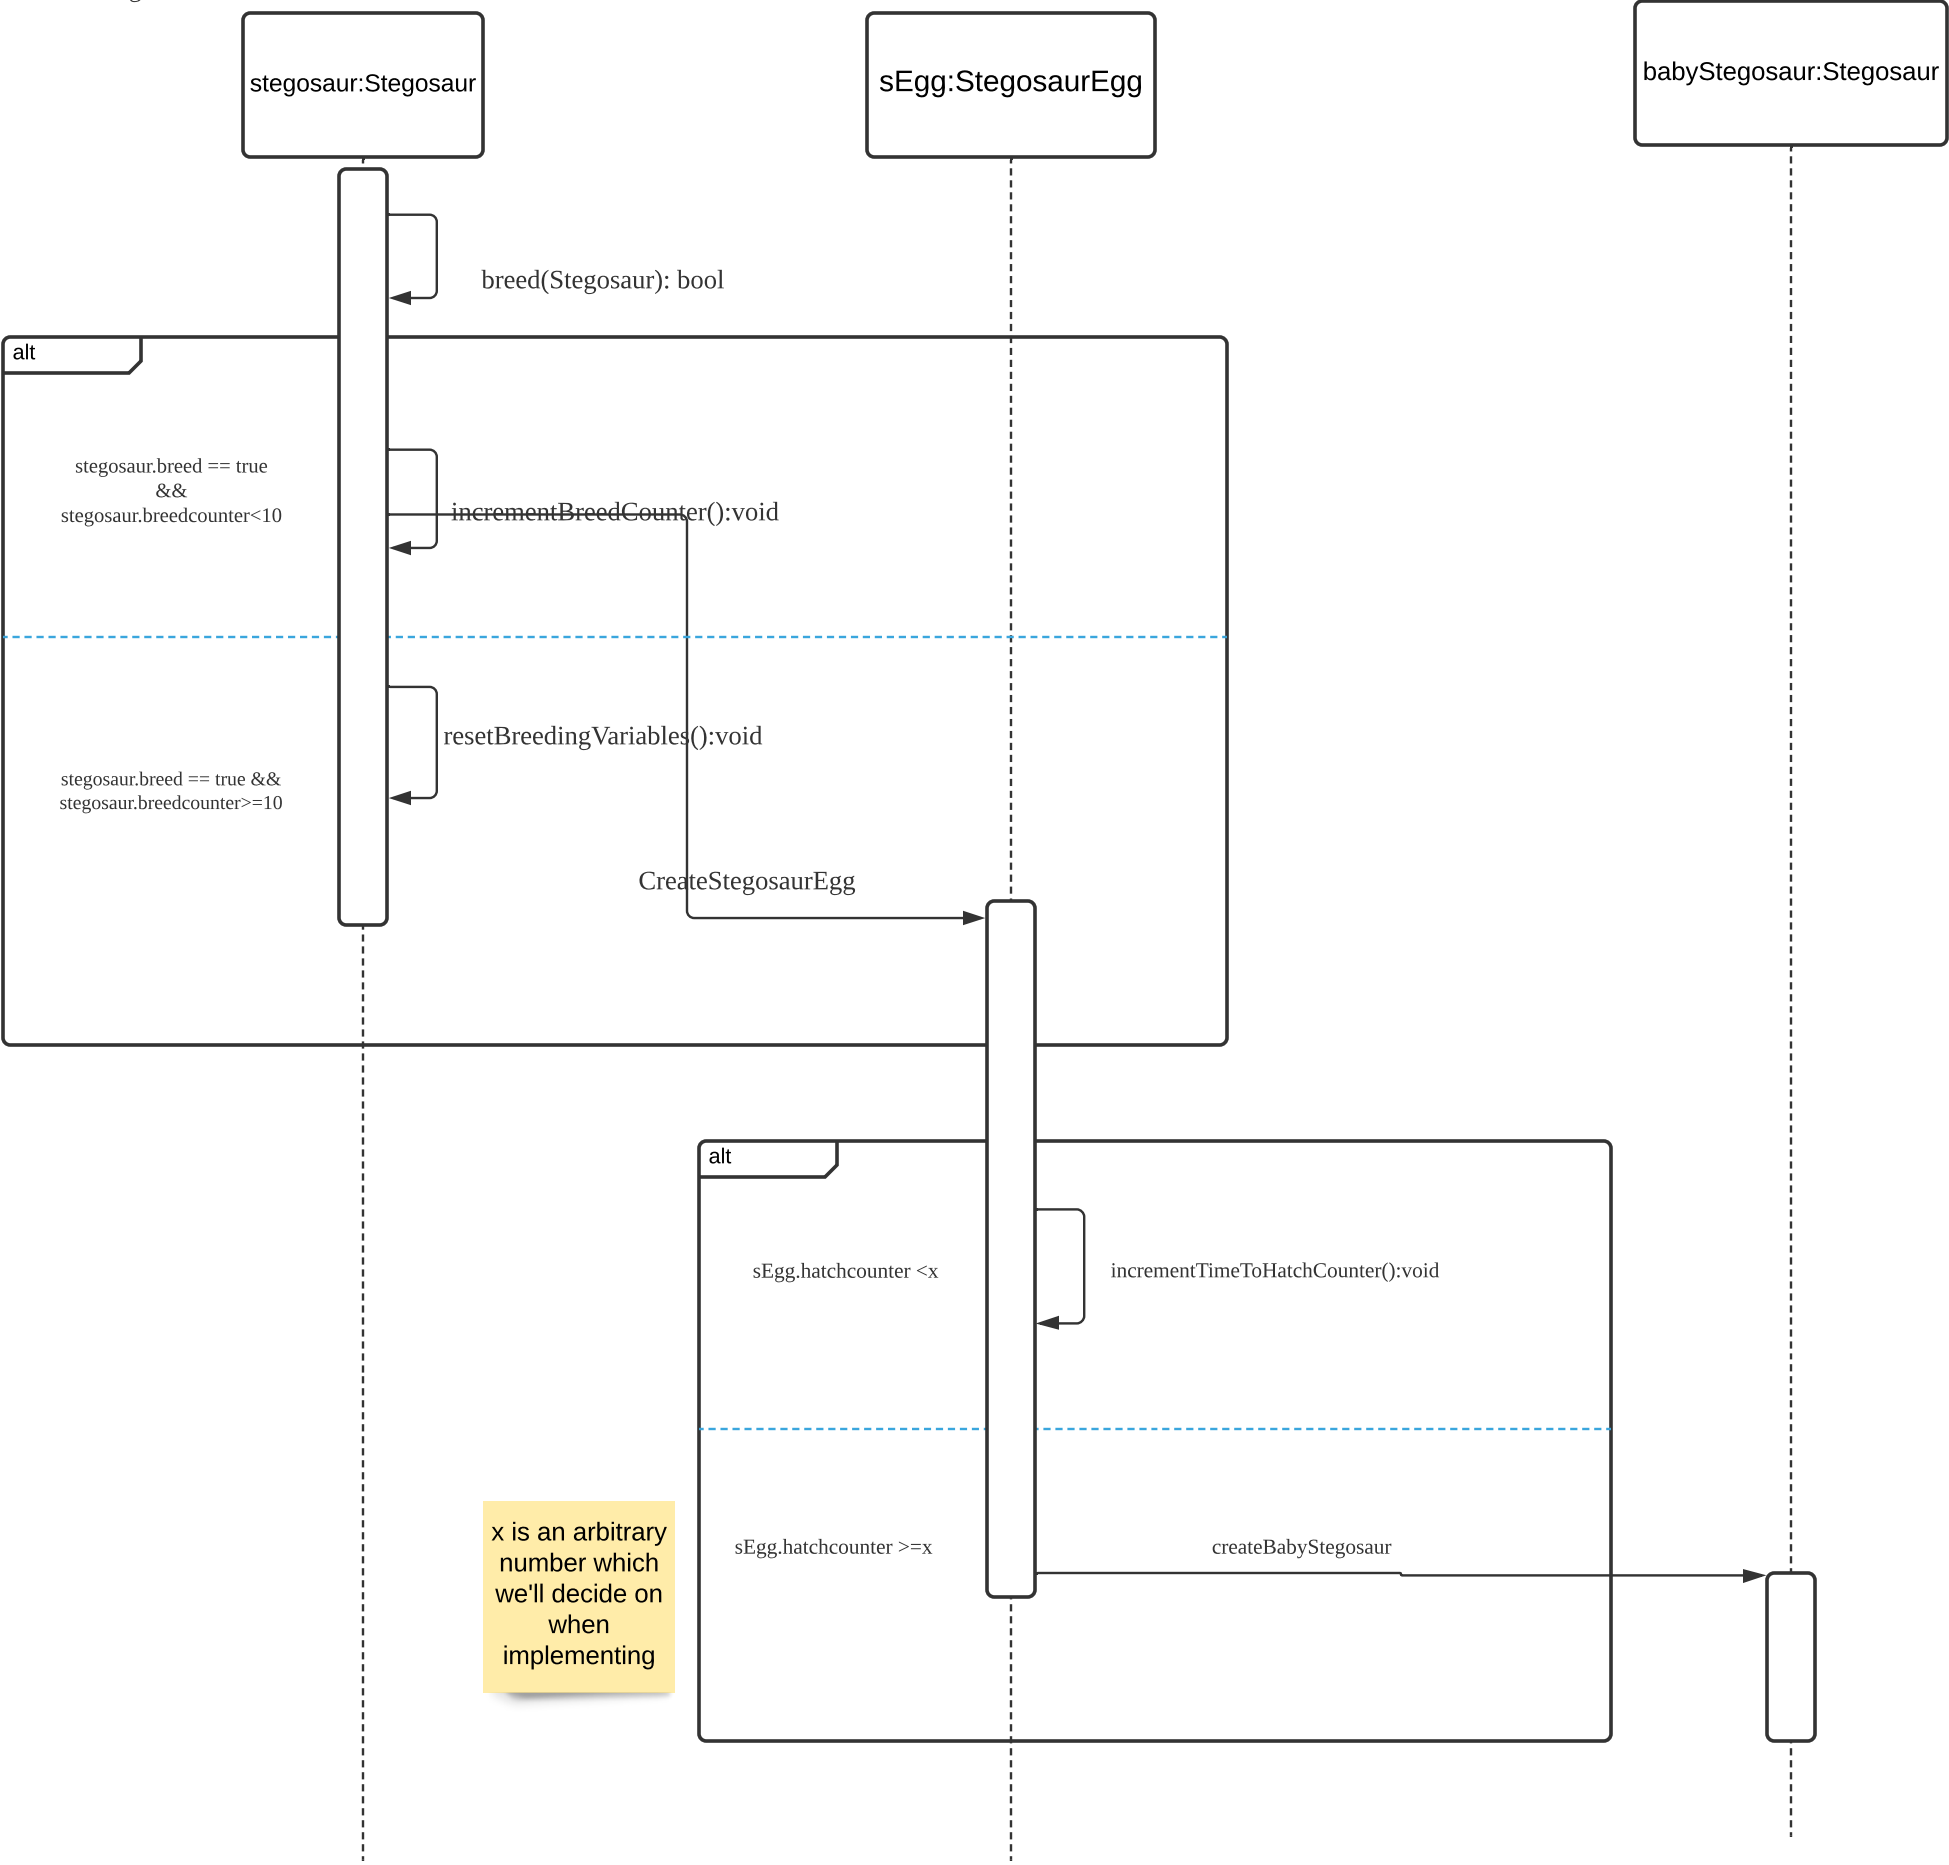 stegosaur:Stegosaur
sEgg:StegosaurEgg
babyStegosaur:Stegosaur
breed(Stegosaur): bool
alt
stegosaur.breed == true
&&
stegosaur.breedcounter<10
incrementBreedCounter():void
resetBreedingVariables():void
stegosaur.breed == true &&
stegosaur.breedcounter>=10
CreateStegosaurEgg
alt
sEgg.hatchcounter <x
incrementTimeToHatchCounter():void
x is an arbitrary
number which
we'll decide on
when
implementing
sEgg.hatchcounter >=x
createBabyStegosaur